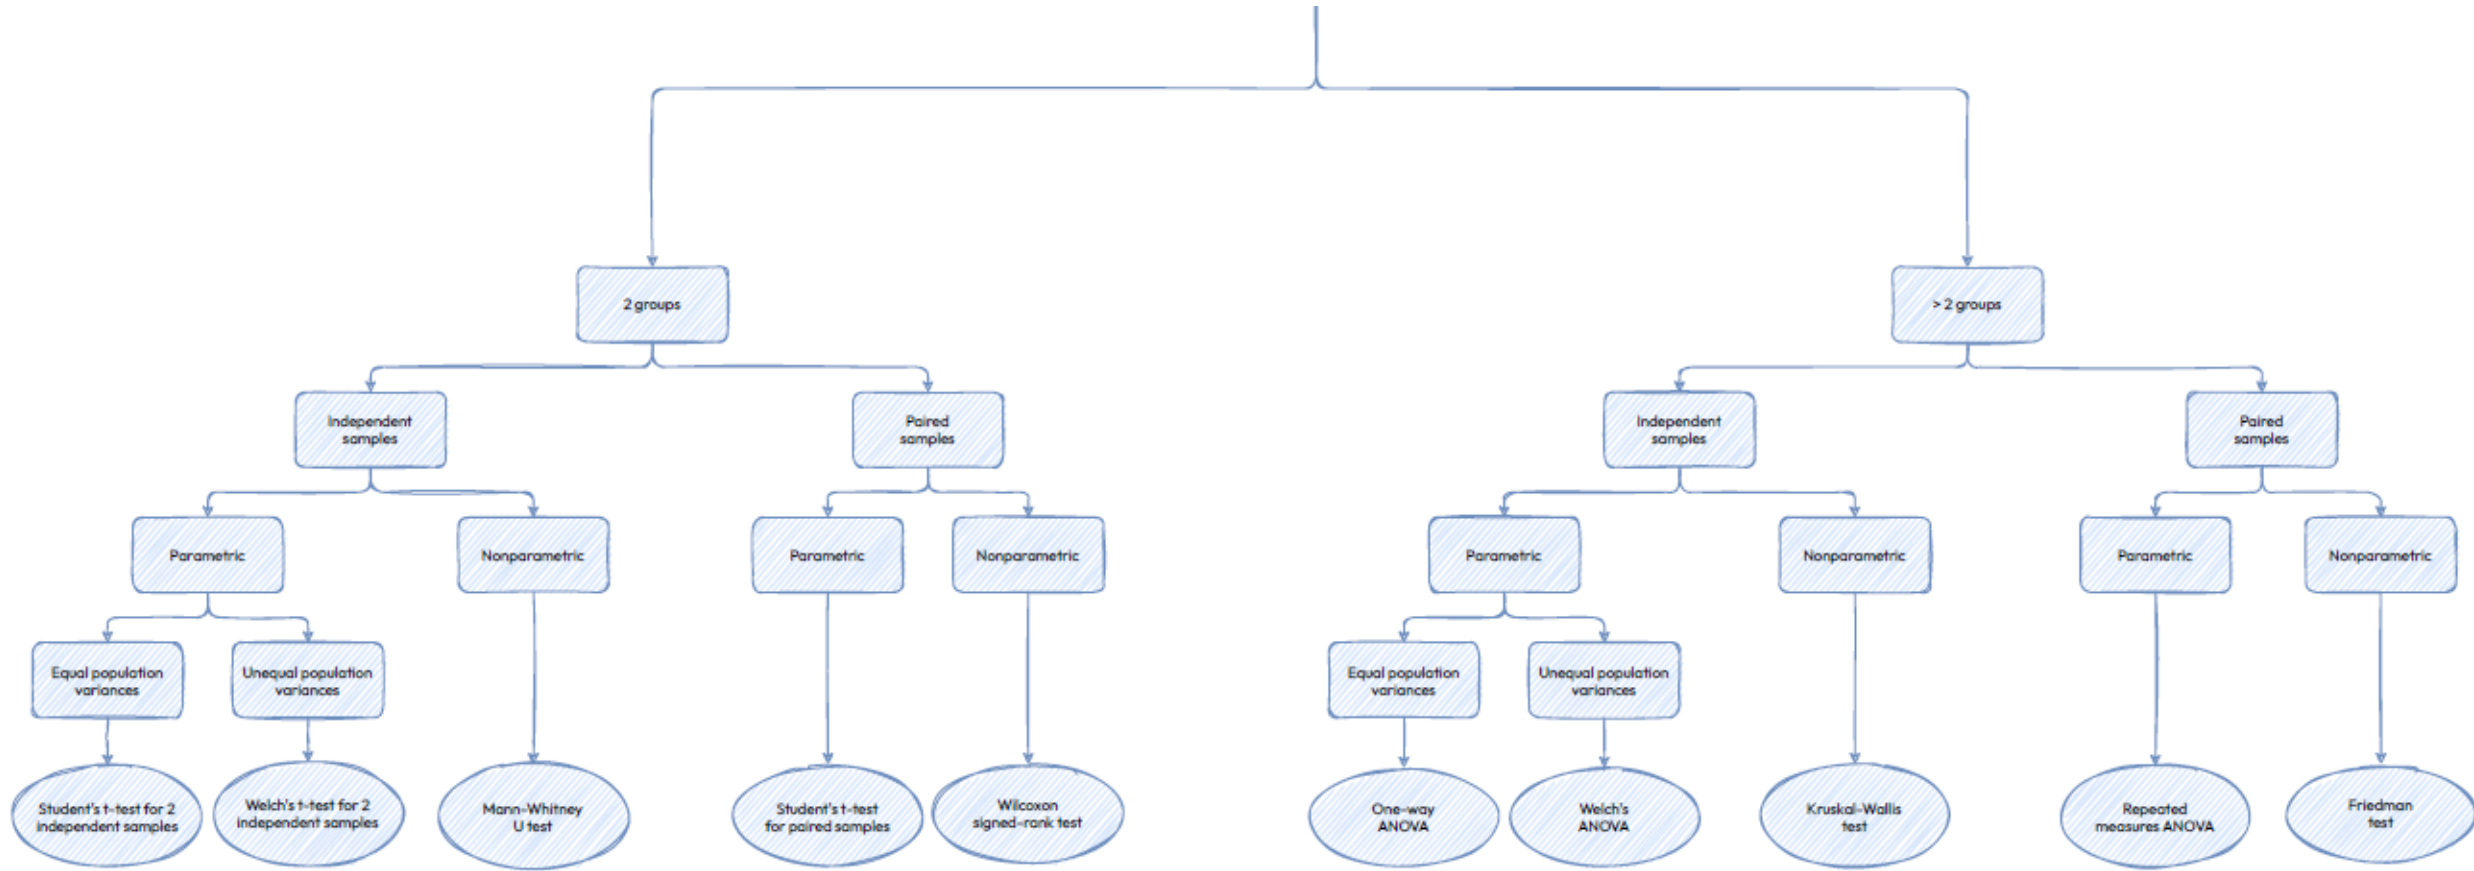 2 groups
> 2 groups
Independent
samples
Paired
samples
Independent
samples
Paired
samples
Parametric
Nonparametric
Parametric
Nonparametric
Parametric
Nonparametric
Parametric
Nonparametric
Equal population
variances
Unequal population
variances
Equal population
variances
Unequal population
variances
Student's t-test for 2
independent samples
Welch's t-test for 2
independent samples
Mann-Whitney
U test
Student's t-test
for paired samples
Wilcoxon
signed-rank test
One-way
ANOVA
Welch's
ANOVA
Kruskal-Wallis
test
Repeated
measures ANOVA
Friedman
test